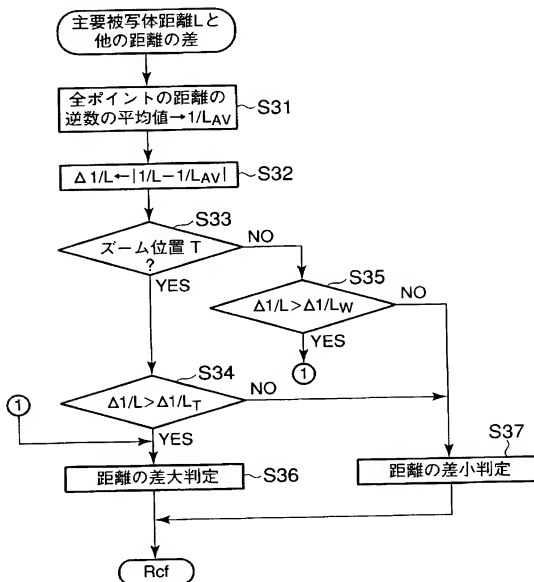 主要被写体距離Lと
他の距離の差
全ポイントの距離の
逆数の平均値→1/LAV
S31
Δ1/L←|1/L−1/LAV|
S32
S33
ズーム位置 T
?
NO
YES
S35
Δ1/L>Δ1/LW
NO
YES
1
S34
Δ1/L>Δ1/LT
NO
YES
1
距離の差大判定
S36
S37
距離の差小判定
Rcf